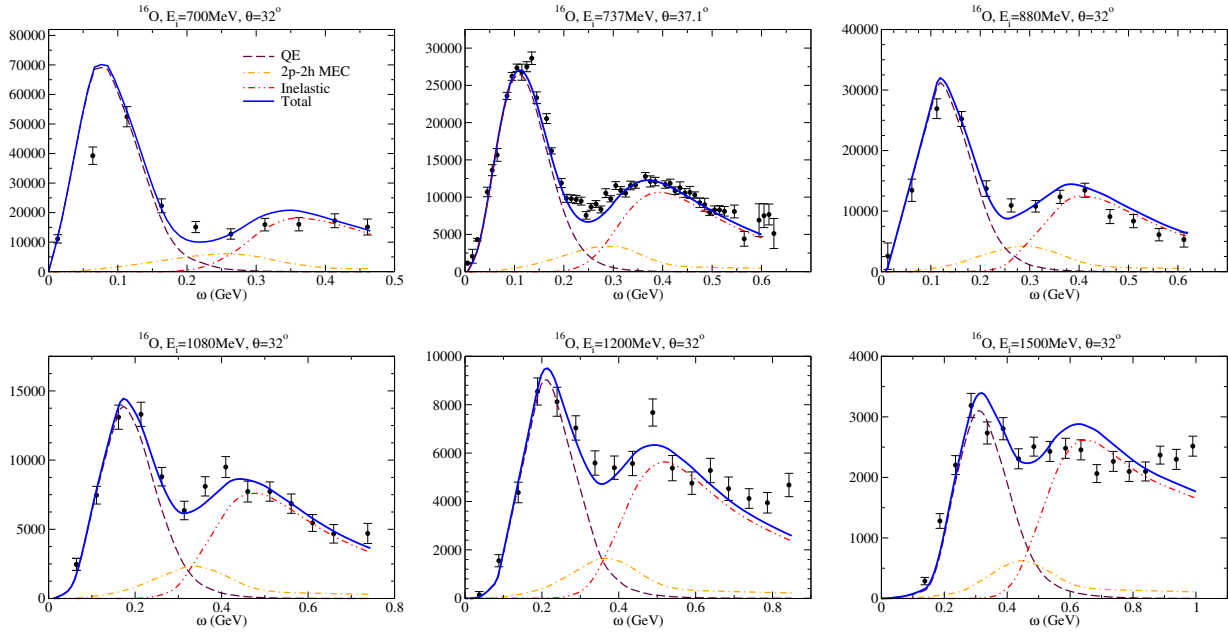 ¹⁶O, E_i=700MeV, θ=32°
80000
70000
60000
50000
40000
30000
20000
10000
0
QE
2p-2h MEC
Inelastic
Total
0 0.1 0.2 0.3 0.4 0.5
ω (GeV)
¹⁶O, E_i=737MeV, θ=37.1°
30000
25000
20000
15000
10000
5000
0
0 0.1 0.2 0.3 0.4 0.5 0.6
ω (GeV)
¹⁶O, E_i=880MeV, θ=32°
40000
30000
20000
10000
0
0 0.1 0.2 0.3 0.4 0.5 0.6
ω (GeV)
¹⁶O, E_i=1080MeV, θ=32°
15000
10000
5000
0
0 0.2 0.4 0.6 0.8
ω (GeV)
¹⁶O, E_i=1200MeV, θ=32°
10000
8000
6000
4000
2000
0
0 0.2 0.4 0.6 0.8
ω (GeV)
¹⁶O, E_i=1500MeV, θ=32°
4000
3000
2000
1000
0
0 0.2 0.4 0.6 0.8 1
ω (GeV)